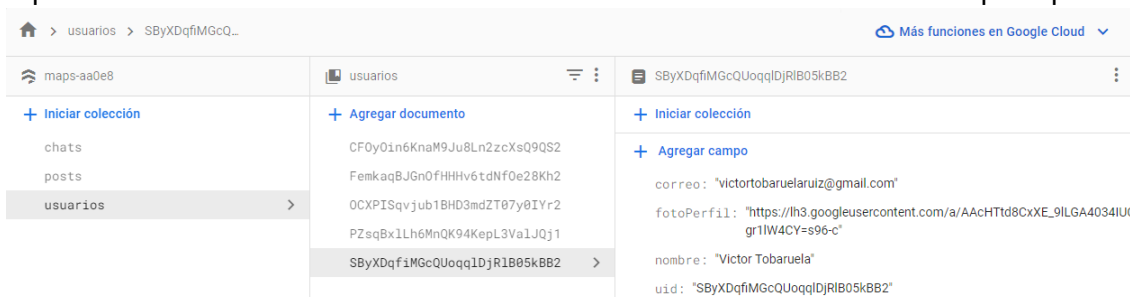 usuarios > SByXDqfiMGcQ...
Más funciones en Google Cloud
maps-aa0e8
usuarios
SByXDqfiMGcQUoqqlDjRlB05kBB2
+ Iniciar colección
+ Agregar documento
+ Iniciar colección
chats
posts
usuarios
CFOyOin6KnaM9Ju8Ln2zcXsQ9QS2
FemkaqBJGnOfHHHv6tdNfOe28Kh2
OCXPISqvjub1BHD3mdZT07y0IYr2
PZsqBxlLh6MnQK94KepL3ValJQj1
SByXDqfiMGcQUoqqlDjRlB05kBB2
+ Agregar campo
correo: "victortobaruelaruiz@gmail.com"
fotoPerfil: "https://lh3.googleusercontent.com/a/AAcHTtd8CxXE_9lLGA4034IU
gr1lW4CY=s96-c"
nombre: "Victor Tobaruela"
uid: "SByXDqfiMGcQUoqqlDjRlB05kBB2"